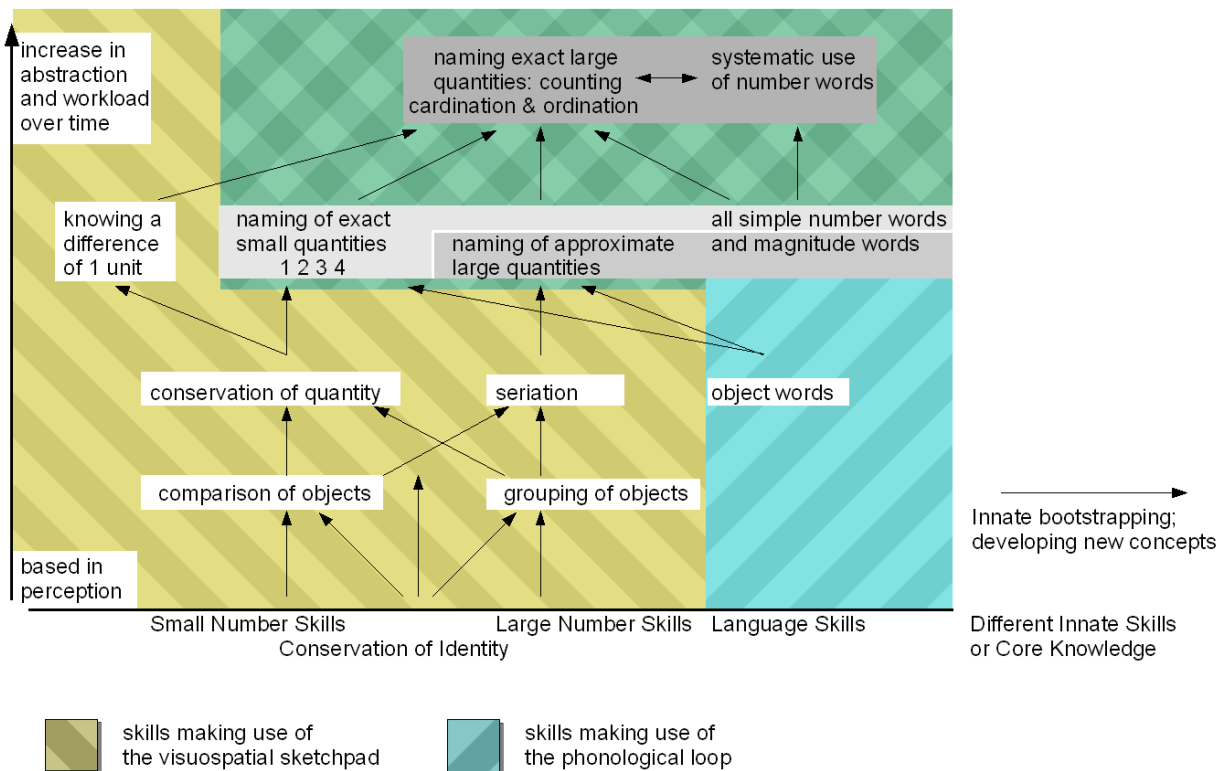 increase in
abstraction
and workload
over time
naming exact large
quantities: counting
cardination & ordination
systematic use
of number words
knowing a
difference
of 1 unit
naming of exact
small quantities
1 2 3 4
naming of approximate
large quantities
all simple number words
and magnitude words
conservation of quantity
seriation
object words
comparison of objects
grouping of objects
based in
perception
Innate bootstrapping;
developing new concepts
Small Number Skills
Large Number Skills
Language Skills
Conservation of Identity
Different Innate Skills
or Core Knowledge
skills making use of
the visuospatial sketchpad
skills making use of
the phonological loop